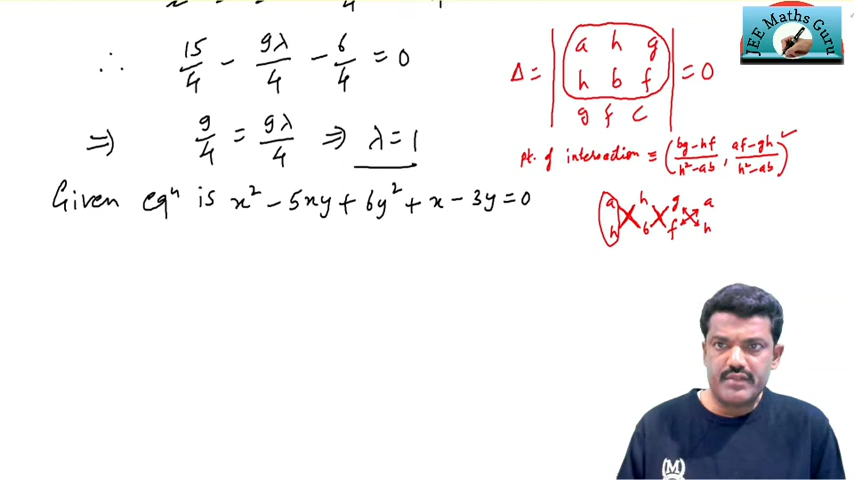 ∴ 15/4 - 9λ/4 - 6/4 = 0
⇒ 9/4 = 9λ/4 ⇒ λ = 1
Given eqⁿ is x² - 5xy + 6y² + x - 3y = 0
Δ = | a h g |
| h b f | = 0
| g f c |
pt. of intersection ≡ ( (bg-hf)/(h²-ab) , (af-gh)/(h²-ab) ) ✓
a h g a
h b f h
JEE Maths Guru
M